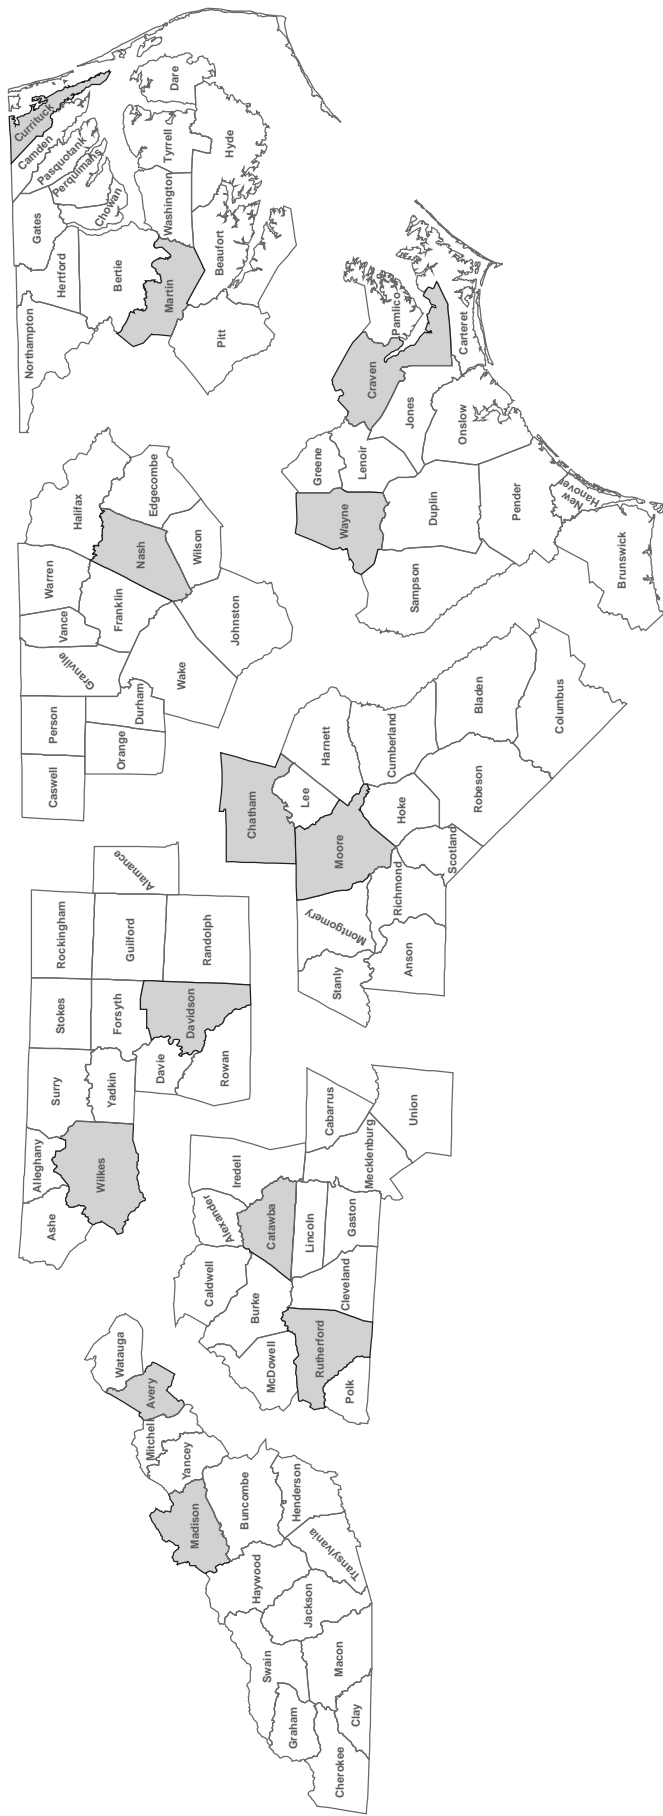 Cherokee
Graham
Clay
Macon
Swain
Jackson
Haywood
Transylvania
Henderson
Buncombe
Madison
Yancey
Mitchell
Avery
Watauga
Polk
Rutherford
McDowell
Burke
Caldwell
Cleveland
Lincoln
Gaston
Catawba
Alexander
Iredell
Mecklenburg
Cabarrus
Union
Ashe
Alleghany
Wilkes
Surry
Yadkin
Stokes
Forsyth
Davie
Davidson
Rowan
Rockingham
Guilford
Randolph
Alamance
Stanly
Montgomery
Anson
Richmond
Moore
Scotland
Hoke
Lee
Chatham
Harnett
Cumberland
Robeson
Bladen
Columbus
Caswell
Person
Orange
Durham
Granville
Vance
Warren
Franklin
Wake
Johnston
Nash
Halifax
Edgecombe
Wilson
Sampson
Wayne
Greene
Lenoir
Duplin
Pender
New
Hanover
Brunswick
Jones
Onslow
Craven
Pamlico
Carteret
Northampton
Hertford
Gates
Bertie
Martin
Pitt
Beaufort
Washington
Tyrrell
Hyde
Dare
Chowan
Perquimans
Pasquotank
Camden
Currituck